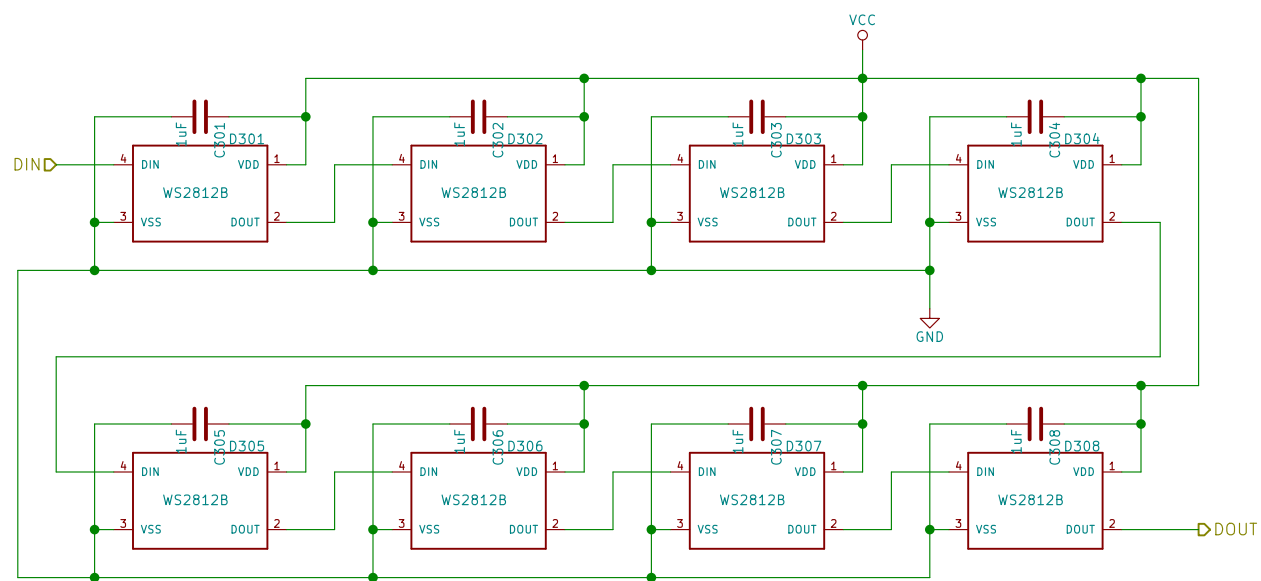 VCC
1uF C301 D301 1uF C302 D302 1uF C303 D303 1uF C304 D304
DIN 4 DIN VDD 1 4 DIN VDD 1 4 DIN VDD 1 4 DIN VDD 1
WS2812B WS2812B WS2812B WS2812B
3 VSS DOUT 2 3 VSS DOUT 2 3 VSS DOUT 2 3 VSS DOUT 2
GND
1uF C305 D305 1uF C306 D306 1uF C307 D307 1uF C308 D308
4 DIN VDD 1 4 DIN VDD 1 4 DIN VDD 1 4 DIN VDD 1
WS2812B WS2812B WS2812B WS2812B
3 VSS DOUT 2 3 VSS DOUT 2 3 VSS DOUT 2 3 VSS DOUT 2 DOUT